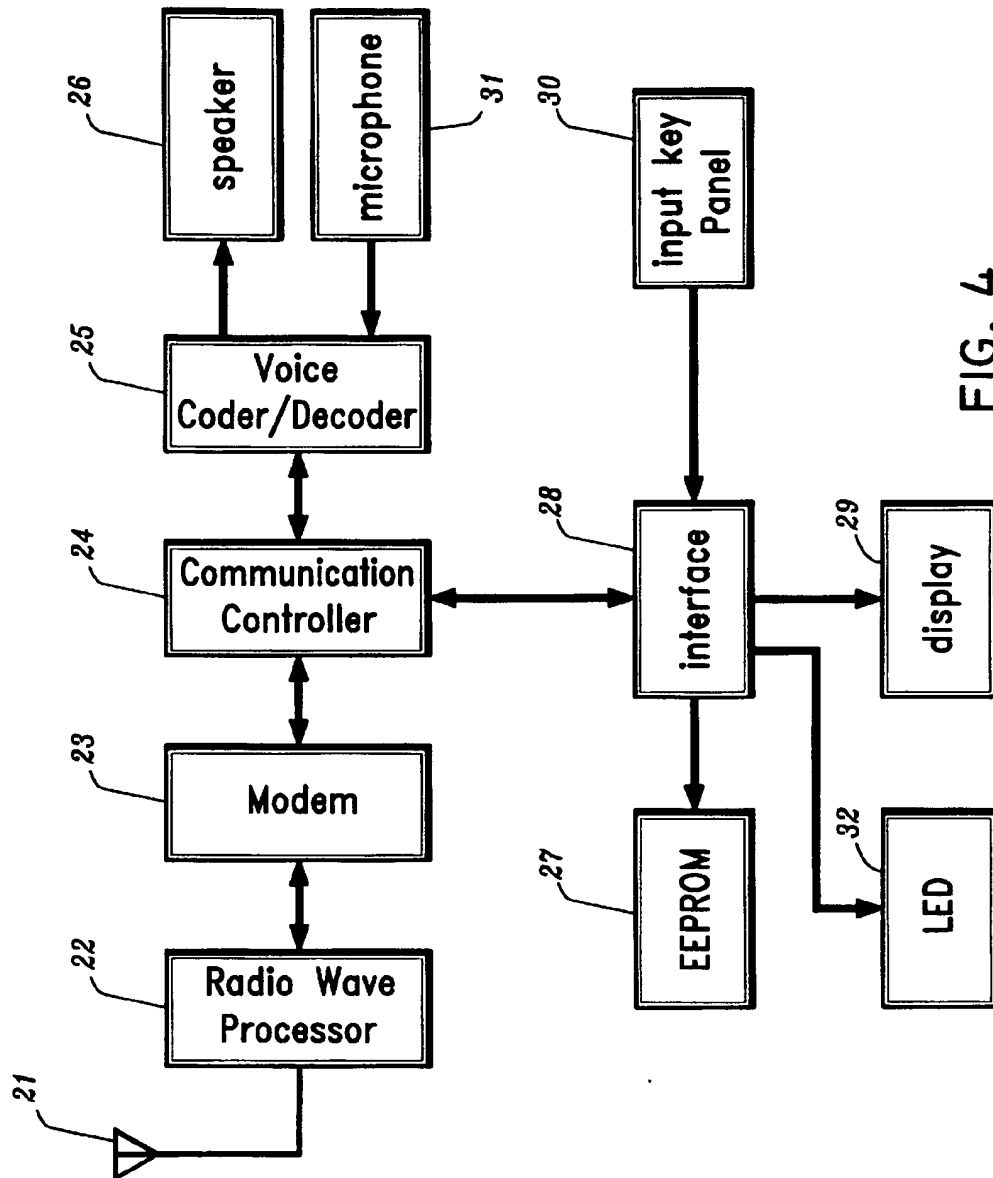 26
speaker
microphone
31
25
Voice
Coder/Decoder
30
input key
Panel
24
Communication
Controller
28
interface
29
display
23
Modem
27
EEPROM
32
LED
22
Radio Wave
Processor
21
FIG. 4